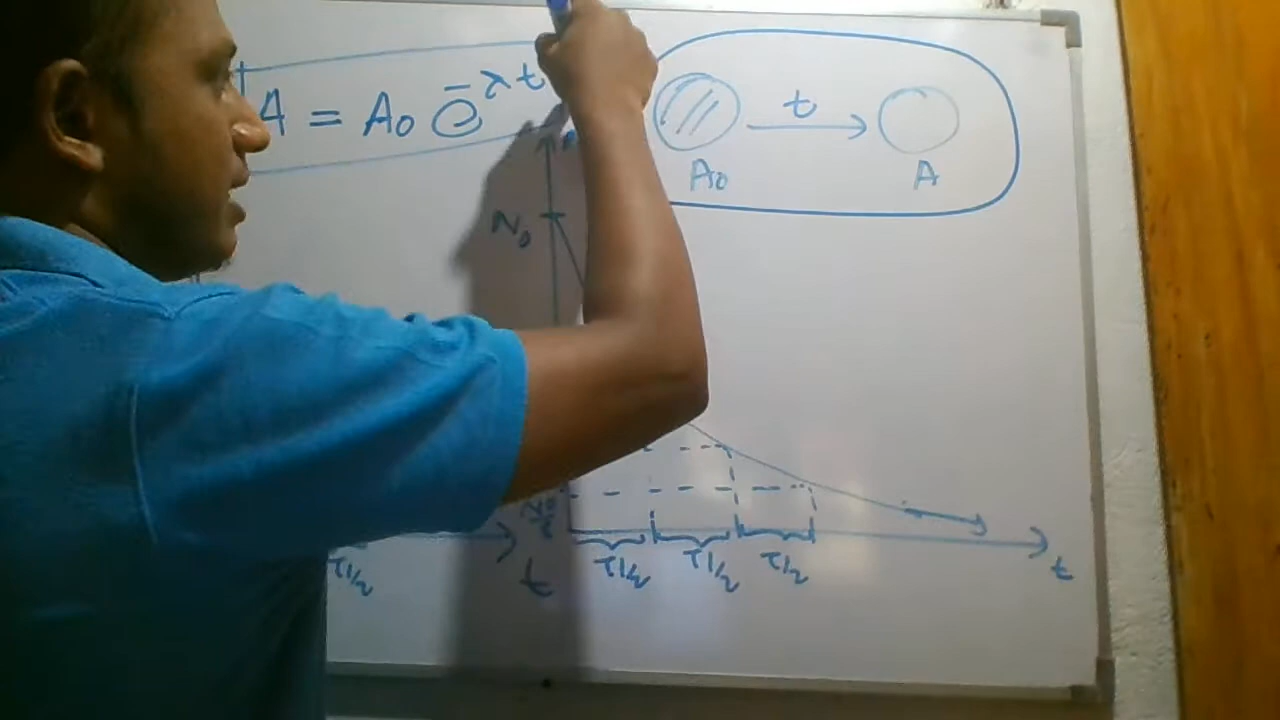 A = A₀ e^-λt
t
A₀ A
N₀
T1/2 T1/2 T1/2 T1/2
t t